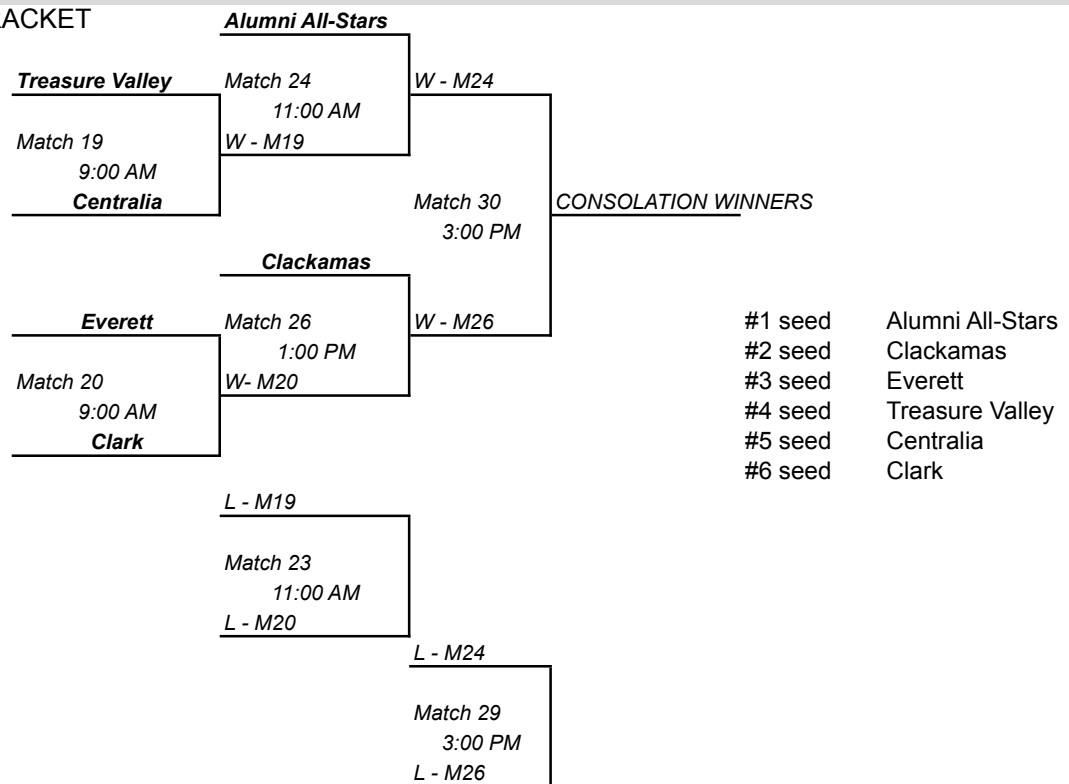 Alumni All-Stars
Treasure Valley Match 24 W - M24
11:00 AM
Match 19 W - M19
9:00 AM
Centralia Match 30 CONSOLATION WINNERS
3:00 PM
Clackamas
Everett Match 26 W - M26 #1 seed Alumni All-Stars
1:00 PM #2 seed Clackamas
Match 20 W- M20 #3 seed Everett
9:00 AM #4 seed Treasure Valley
Clark #5 seed Centralia
#6 seed Clark
L - M19
Match 23
11:00 AM
L - M20
L - M24
Match 29
3:00 PM
L - M26